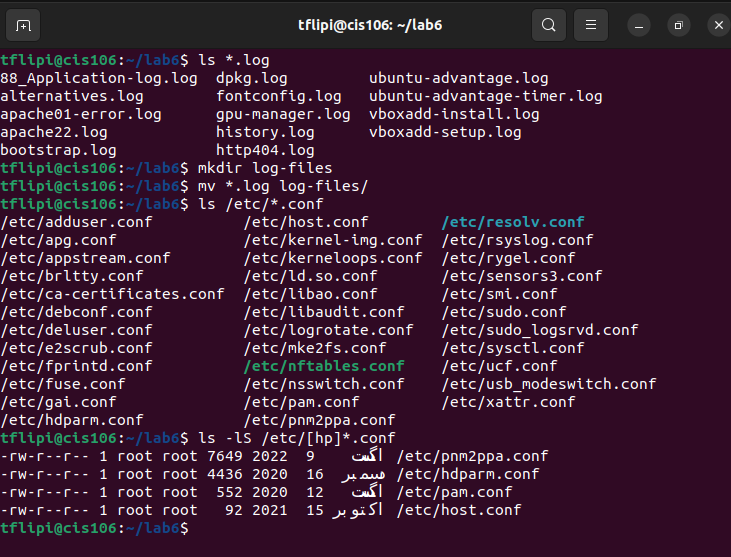 tflipi@cis106: ~/lab6
tflipi@cis106:~/lab6$ ls *.log
88_Application-log.log  dpkg.log  ubuntu-advantage.log
alternatives.log  fontconfig.log  ubuntu-advantage-timer.log
apache01-error.log  gpu-manager.log  vboxadd-install.log
apache22.log  history.log  vboxadd-setup.log
bootstrap.log  http404.log
tflipi@cis106:~/lab6$ mkdir log-files
tflipi@cis106:~/lab6$ mv *.log log-files/
tflipi@cis106:~/lab6$ ls /etc/*.conf
/etc/adduser.conf  /etc/host.conf  /etc/resolv.conf
/etc/apg.conf  /etc/kernel-img.conf  /etc/rsyslog.conf
/etc/appstream.conf  /etc/kerneloops.conf  /etc/rygel.conf
/etc/brltty.conf  /etc/ld.so.conf  /etc/sensors3.conf
/etc/ca-certificates.conf  /etc/libao.conf  /etc/smi.conf
/etc/debconf.conf  /etc/libaudit.conf  /etc/sudo.conf
/etc/deluser.conf  /etc/logrotate.conf  /etc/sudo_logsrvd.conf
/etc/e2scrub.conf  /etc/mke2fs.conf  /etc/sysctl.conf
/etc/fprintd.conf  /etc/nftables.conf  /etc/ucf.conf
/etc/fuse.conf  /etc/nsswitch.conf  /etc/usb_modeswitch.conf
/etc/gai.conf  /etc/pam.conf  /etc/xattr.conf
/etc/hdparm.conf  /etc/pnm2ppa.conf
tflipi@cis106:~/lab6$ ls -lS /etc/[hp]*.conf
-rw-r--r-- 1 root root 7649 اگست 9 2022 /etc/pnm2ppa.conf
-rw-r--r-- 1 root root 4436 دسمبر 16 2020 /etc/hdparm.conf
-rw-r--r-- 1 root root 552 اگست 12 2020 /etc/pam.conf
-rw-r--r-- 1 root root 92 اکتوبر 15 2021 /etc/host.conf
tflipi@cis106:~/lab6$